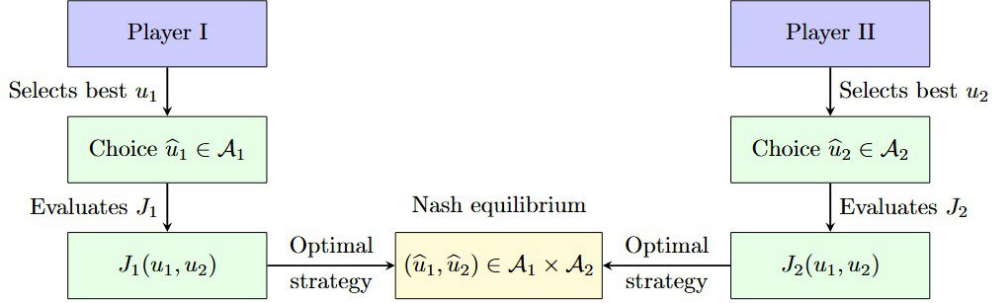 Player I
Player II
Selects best u₁
Selects best u₂
Choice û₁ ∈ 𝒜₁
Choice û₂ ∈ 𝒜₂
Evaluates J₁
Nash equilibrium
Evaluates J₂
J₁(u₁, u₂)
Optimal
strategy
(û₁, û₂) ∈ 𝒜₁ × 𝒜₂
Optimal
strategy
J₂(u₁, u₂)